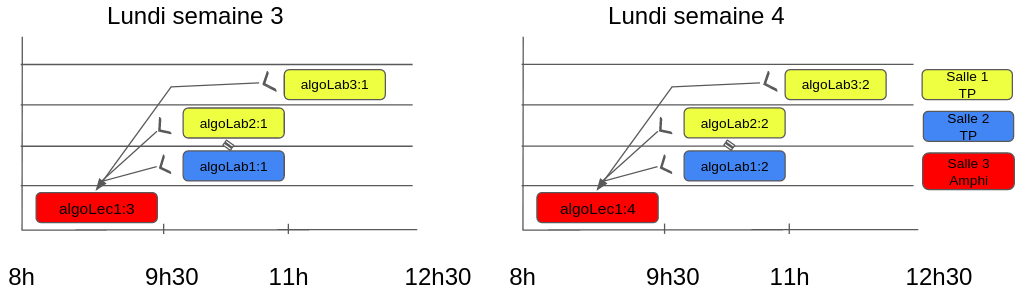 Lundi semaine 3
algoLab3:1
algoLab2:1
algoLab1:1
algoLec1:3
8h
9h30
11h
12h30
Lundi semaine 4
algoLab3:2
algoLab2:2
algoLab1:2
algoLec1:4
8h
9h30
11h
12h30
Salle 1
TP
Salle 2
TP
Salle 3
Amphi